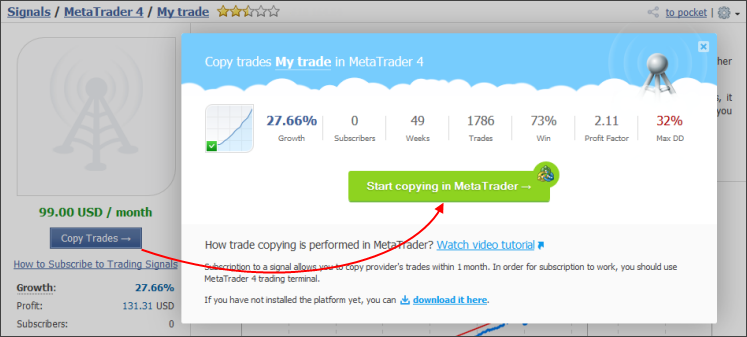 Signals / MetaTrader 4 / My trade
to pocket |
Copy trades My trade in MetaTrader 4
27.66% 0 49 1786 73% 2.11 32%
Growth Subscribers Weeks Trades Win Profit Factor Max DD
Start copying in MetaTrader →
99.00 USD / month
Copy Trades →
How to Subscribe to Trading Signals
Growth: 27.66%
Profit: 131.31 USD
Subscribers: 0
How trade copying is performed in MetaTrader? Watch video tutorial
Subscription to a signal allows you to copy provider's trades within 1 month. In order for subscription to work, you should use
MetaTrader 4 trading terminal.
If you have not installed the platform yet, you can download it here.
her
s, it
you